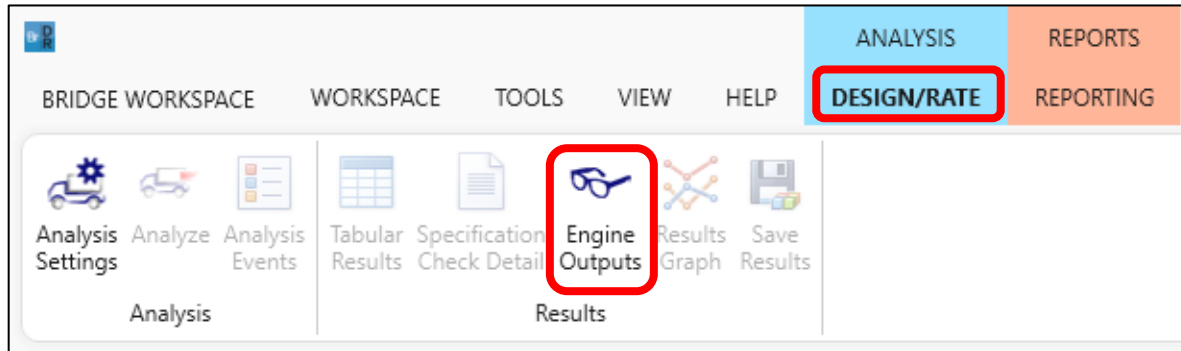 Br D
R
ANALYSIS REPORTS
BRIDGE WORKSPACE WORKSPACE TOOLS VIEW HELP DESIGN/RATE REPORTING
Analysis Analyze Analysis Tabular Specification Engine Results Save
Settings Events Results Check Detail Outputs Graph Results
Analysis Results